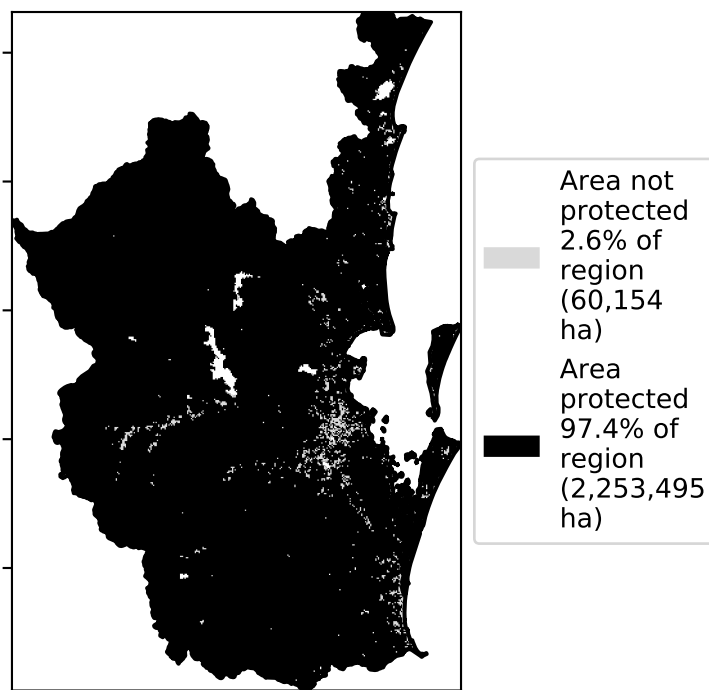 Area not
protected
2.6% of
region
(60,154
ha)
Area
protected
97.4% of
region
(2,253,495
ha)